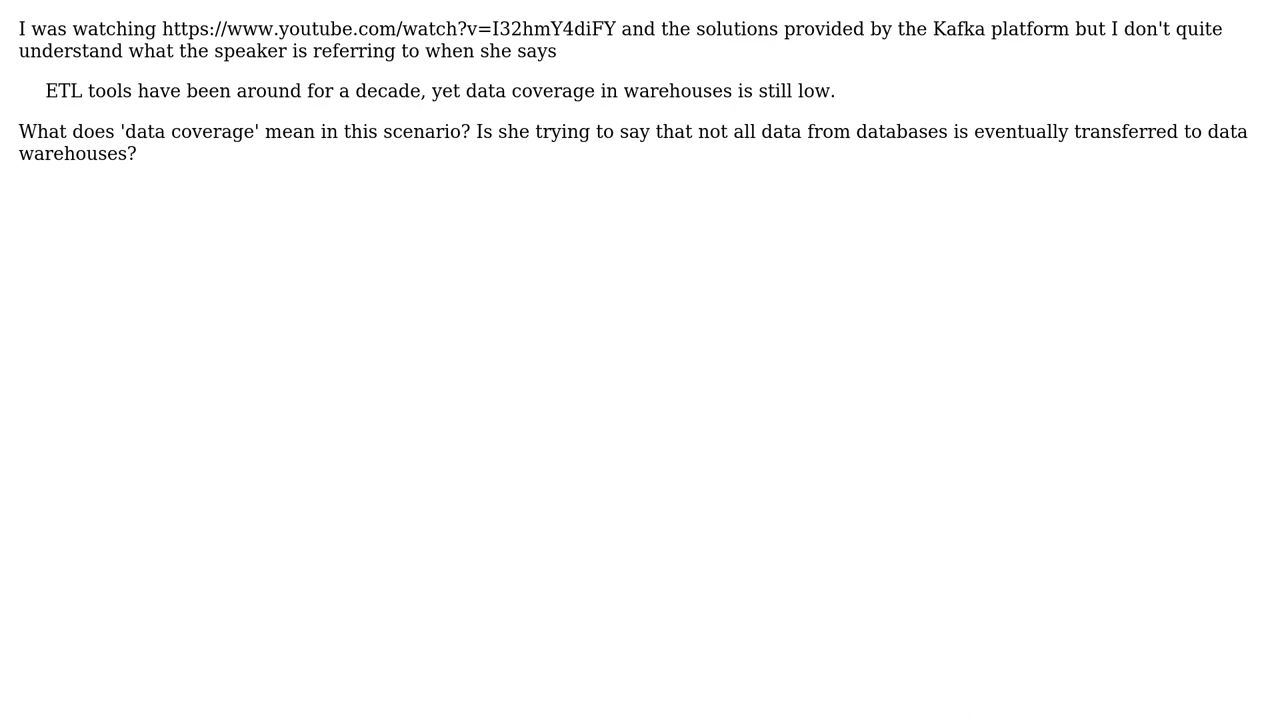 I was watching https://www.youtube.com/watch?v=I32hmY4diFY and the solutions provided by the Kafka platform but I don't quite
understand what the speaker is referring to when she says
ETL tools have been around for a decade, yet data coverage in warehouses is still low.
What does 'data coverage' mean in this scenario? Is she trying to say that not all data from databases is eventually transferred to data
warehouses?